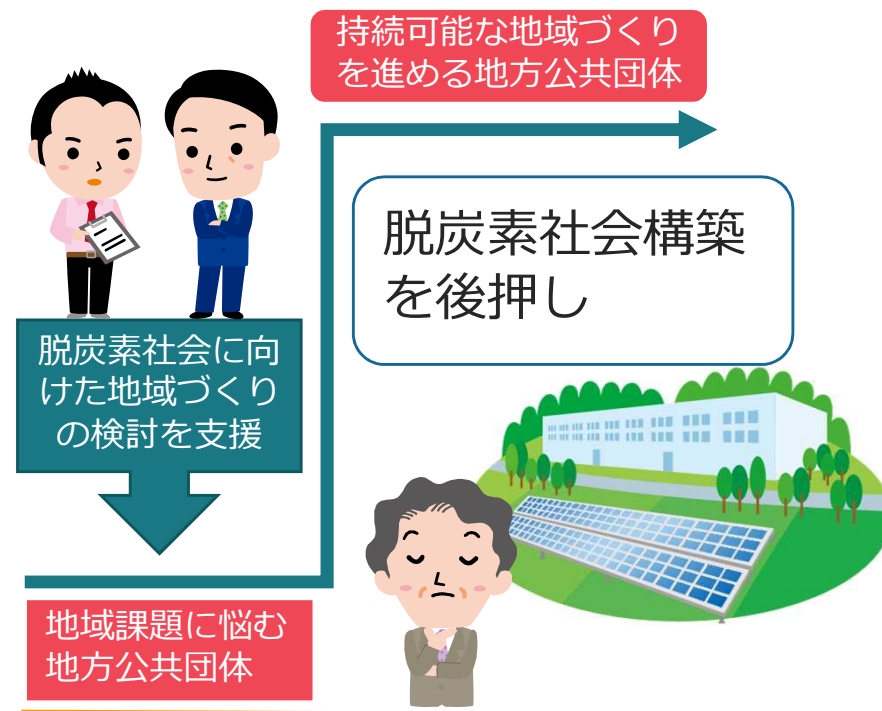 持続可能な地域づくり
を進める地方公共団体
脱炭素社会構築
を後押し
脱炭素社会に向
けた地域づくり
の検討を支援
地域課題に悩む
地方公共団体